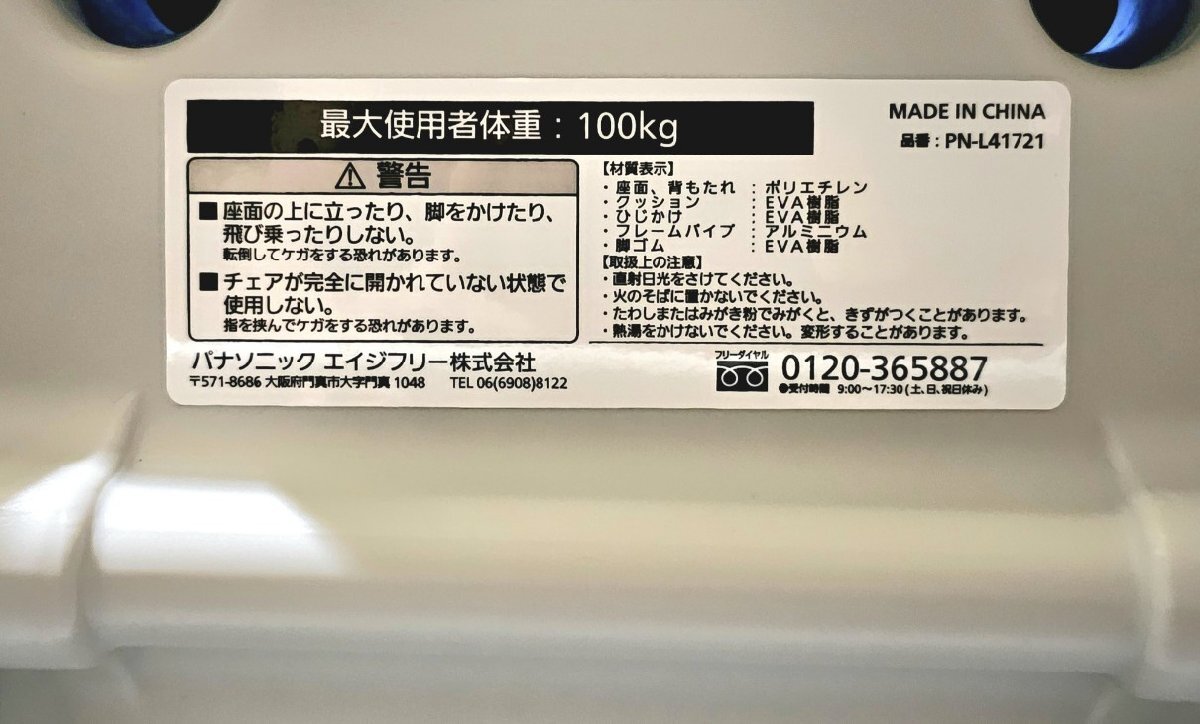 最大使用者体重：100kg
MADE IN CHINA
品番：PN-L41721
⚠ 警告
■ 座面の上に立ったり、脚をかけたり、
飛び乗ったりしない。
転倒してケガをする恐れがあります。
■ チェアが完全に開かれていない状態で
使用しない。
指を挟んでケガをする恐れがあります。
【材質表示】
・座面、背もたれ ：ポリエチレン
・クッション ：EVA樹脂
・ひじかけ ：EVA樹脂
・フレームパイプ ：アルミニウム
・脚ゴム ：EVA樹脂
【取扱上の注意】
・直射日光をさけてください。
・火のそばに置かないでください。
・たわしまたはみがき粉でみがくと、きずがつくことがあります。
・熱湯をかけないでください。変形することがあります。
パナソニック エイジフリー株式会社
〒571-8686 大阪府門真市大字門真 1048 TEL 06(6908)8122
フリーダイヤル
0120-365887
●受付時間 9:00～17:30(土、日、祝日休み)